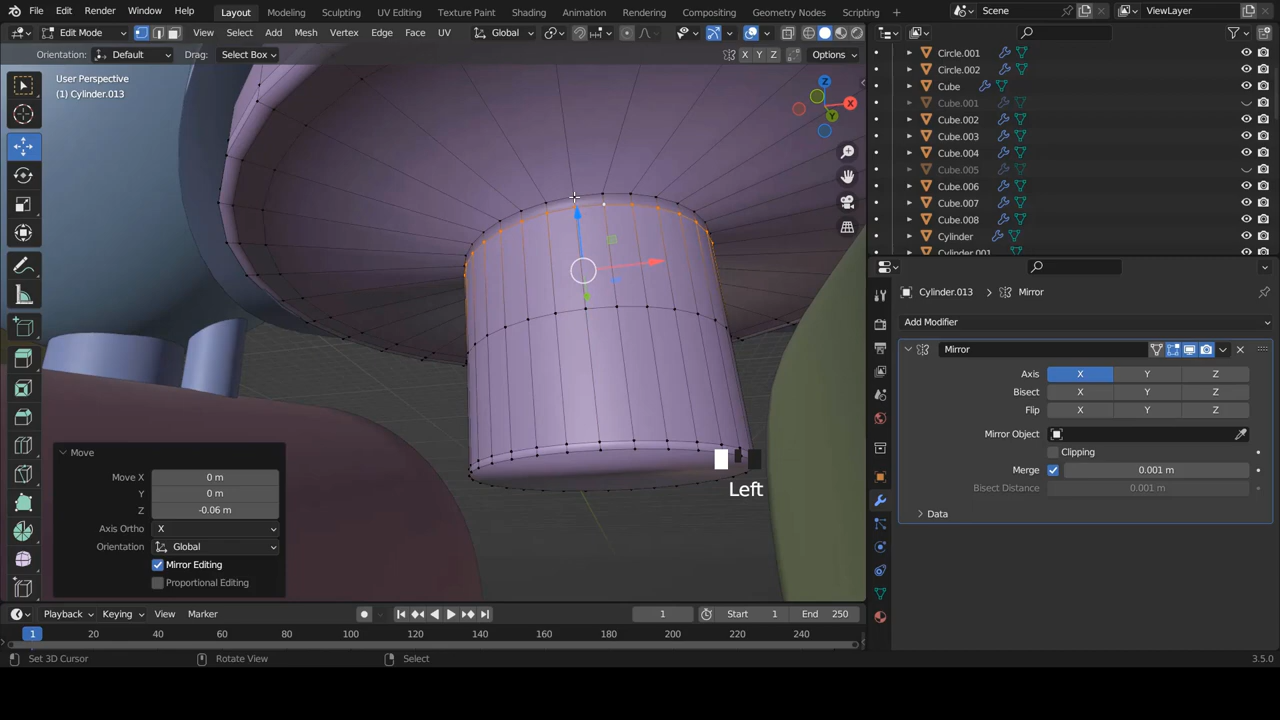 File Edit Render Window Help Layout Modeling Sculpting UV Editing Texture Paint Shading Animation Rendering Compositing Geometry Nodes Scripting Scene ViewLayer
Edit Mode View Select Add Mesh Vertex Edge Face UV Global
Orientation: Default Drag: Select Box X Y Z Options
User Perspective
(1) Cylinder.013
Z
X
Y
Circle.001
Circle.002
Cube
Cube.001
Cube.002
Cube.003
Cube.004
Cube.005
Cube.006
Cube.007
Cube.008
Cylinder
Cylinder.001
Cylinder.013 > Mirror
Add Modifier
Mirror
Axis X Y Z
Bisect X Y Z
Flip X Y Z
Mirror Object
Clipping
Merge 0.001 m
Bisect Distance 0.001 m
Data
Left
Move
Move X 0 m
Y 0 m
Z -0.06 m
Axis Ortho X
Orientation Global
Mirror Editing
Proportional Editing
Playback Keying View Marker 1 Start 1 End 250
1 20 40 60 80 100 120 140 160 180 200 220 240
Set 3D Cursor Rotate View Select 3.5.0